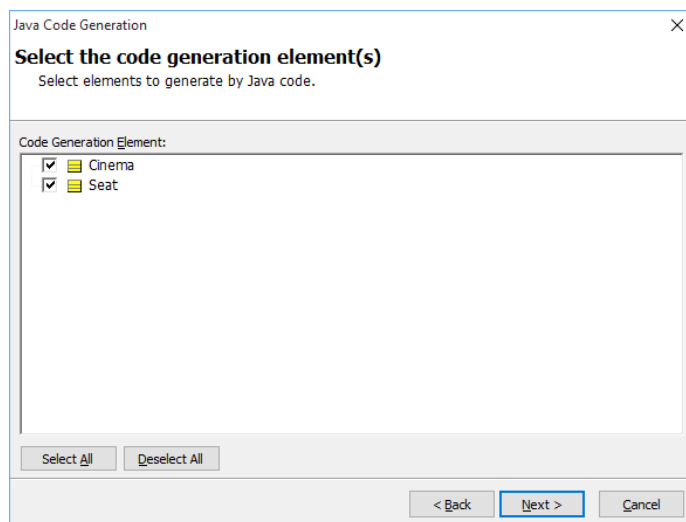 Java Code Generation
Select the code generation element(s)
Select elements to generate by Java code.
Code Generation Element:
Cinema
Seat
Select All
Deselect All
< Back
Next >
Cancel